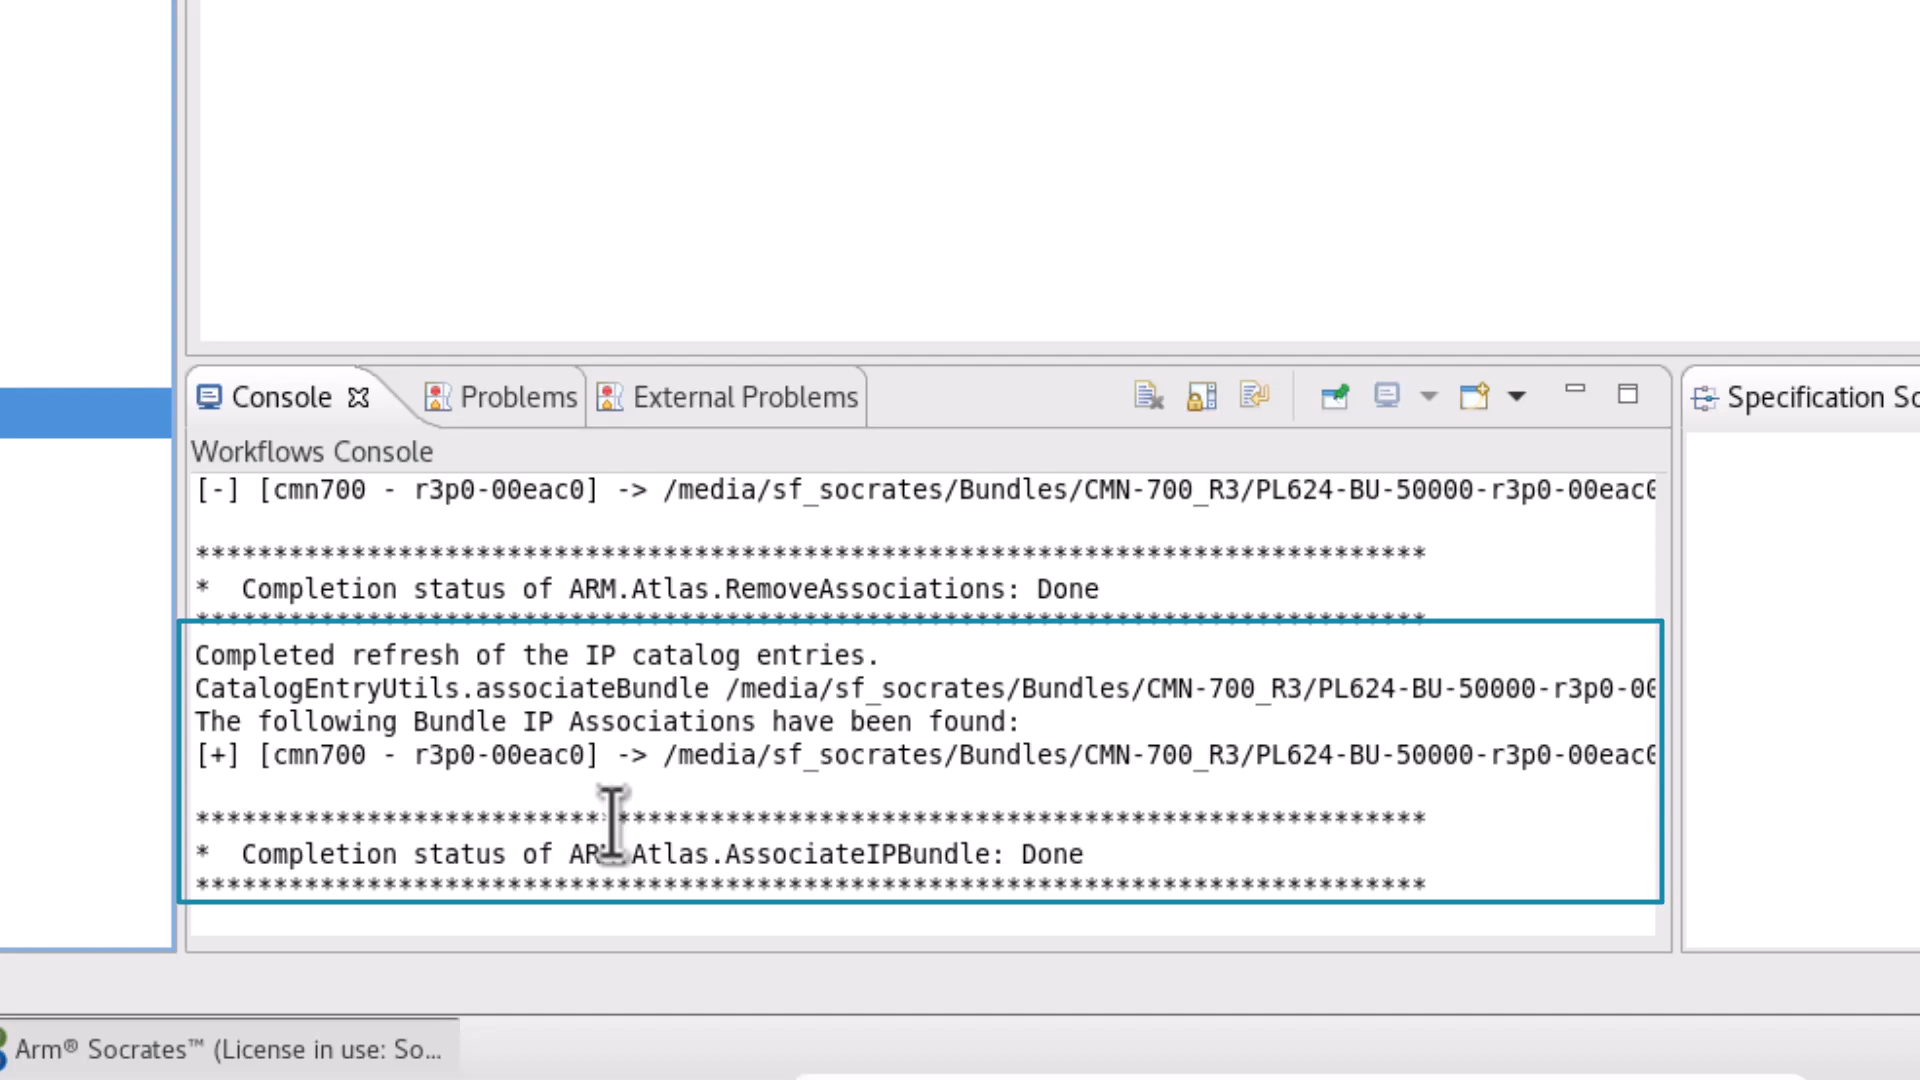 Console
Problems
External Problems
Specification
Workflows Console
[-] [cmn700 - r3p0-00eac0] -> /media/sf_socrates/Bundles/CMN-700_R3/PL624-BU-50000-r3p0-00eac0
*******************************************************************************
*  Completion status of ARM.Atlas.RemoveAssociations: Done
*******************************************************************************
Completed refresh of the IP catalog entries.
CatalogEntryUtils.associateBundle /media/sf_socrates/Bundles/CMN-700_R3/PL624-BU-50000-r3p0-00
The following Bundle IP Associations have been found:
[+] [cmn700 - r3p0-00eac0] -> /media/sf_socrates/Bundles/CMN-700_R3/PL624-BU-50000-r3p0-00eac0
*******************************************************************************
*  Completion status of ARM.Atlas.AssociateIPBundle: Done
*******************************************************************************
Arm® Socrates™ (License in use: So...